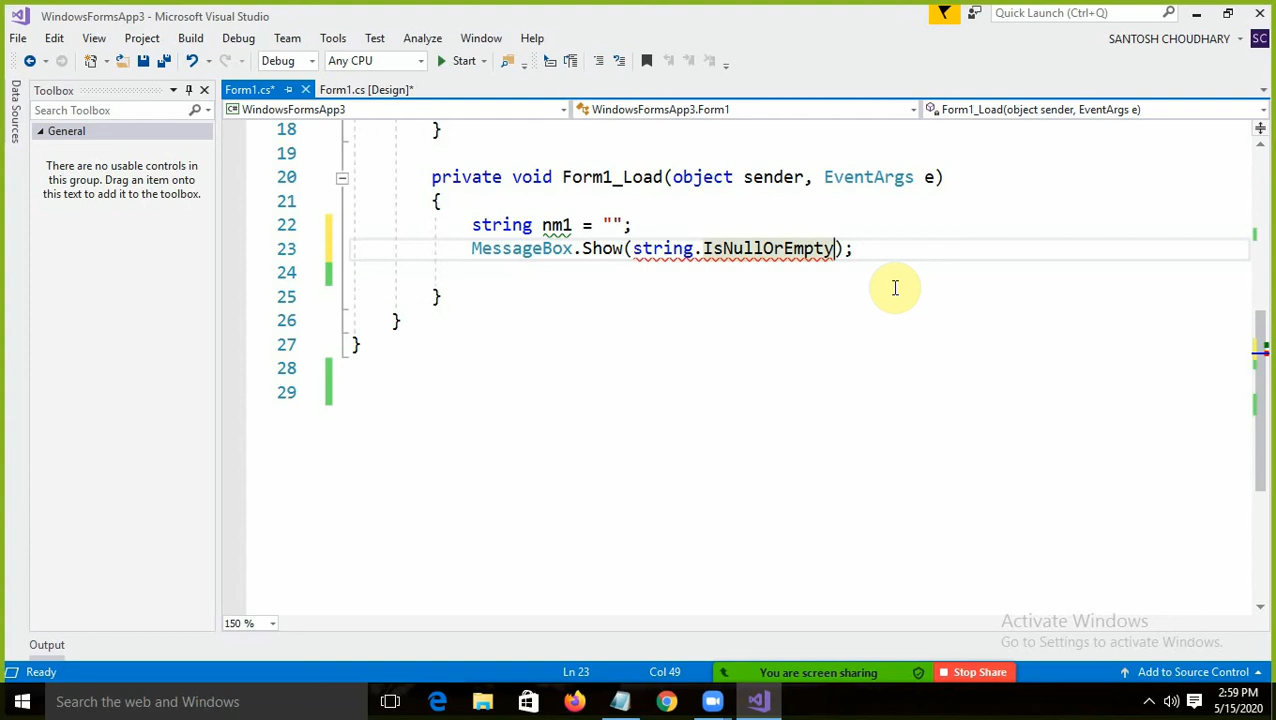 WindowsFormsApp3 - Microsoft Visual Studio
Quick Launch (Ctrl+Q)
File Edit View Project Build Debug Team Tools Test Analyze Window Help
SANTOSH CHOUDHARY SC
Debug Any CPU Start
Data Sources
Toolbox
Search Toolbox
General
There are no usable controls in
this group. Drag an item onto
this text to add it to the toolbox.
Form1.cs* Form1.cs [Design]*
WindowsFormsApp3 WindowsFormsApp3.Form1 Form1_Load(object sender, EventArgs e)
18 }
19
20 private void Form1_Load(object sender, EventArgs e)
21 {
22 string nm1 = "";
23 MessageBox.Show(string.IsNullOrEmpty);
24
25 }
26 }
27 }
28
29
150 %
Activate Windows
Go to Settings to activate Windows.
Output
Ready Ln 23 Col 49 You are screen sharing Stop Share Add to Source Control
Search the web and Windows
2:59 PM
5/15/2020